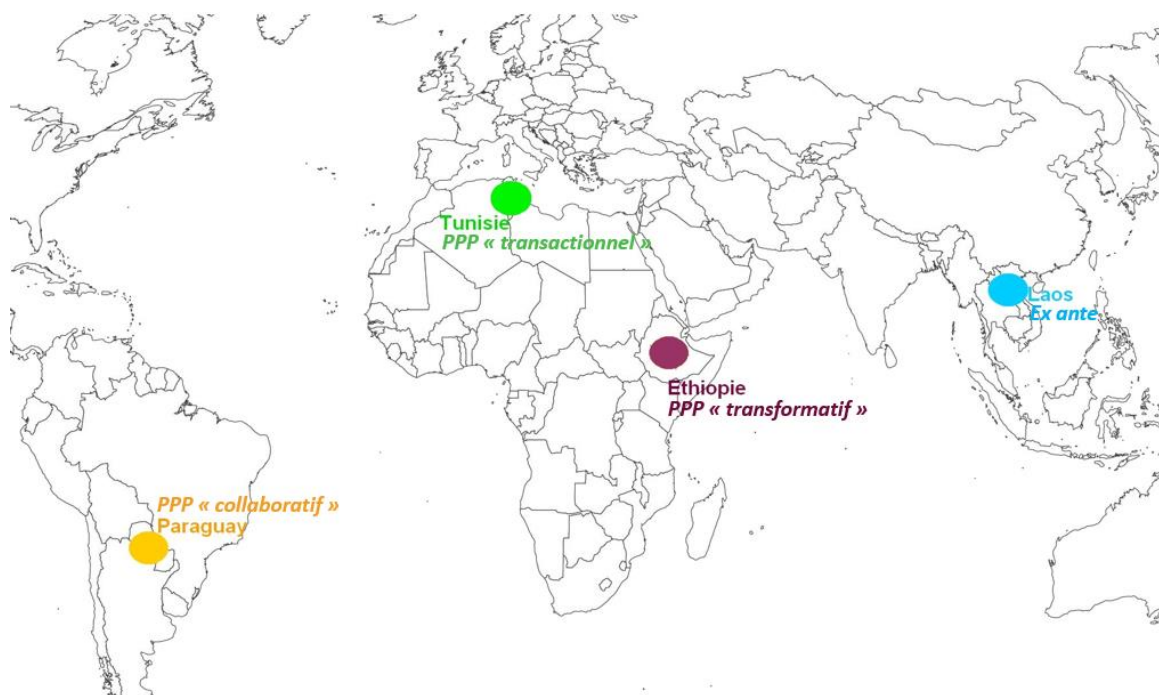 Tunisie
PPP « transactionnel »
Laos
Ex ante
Ethiopie
PPP « transformatif »
PPP « collaboratif »
Paraguay